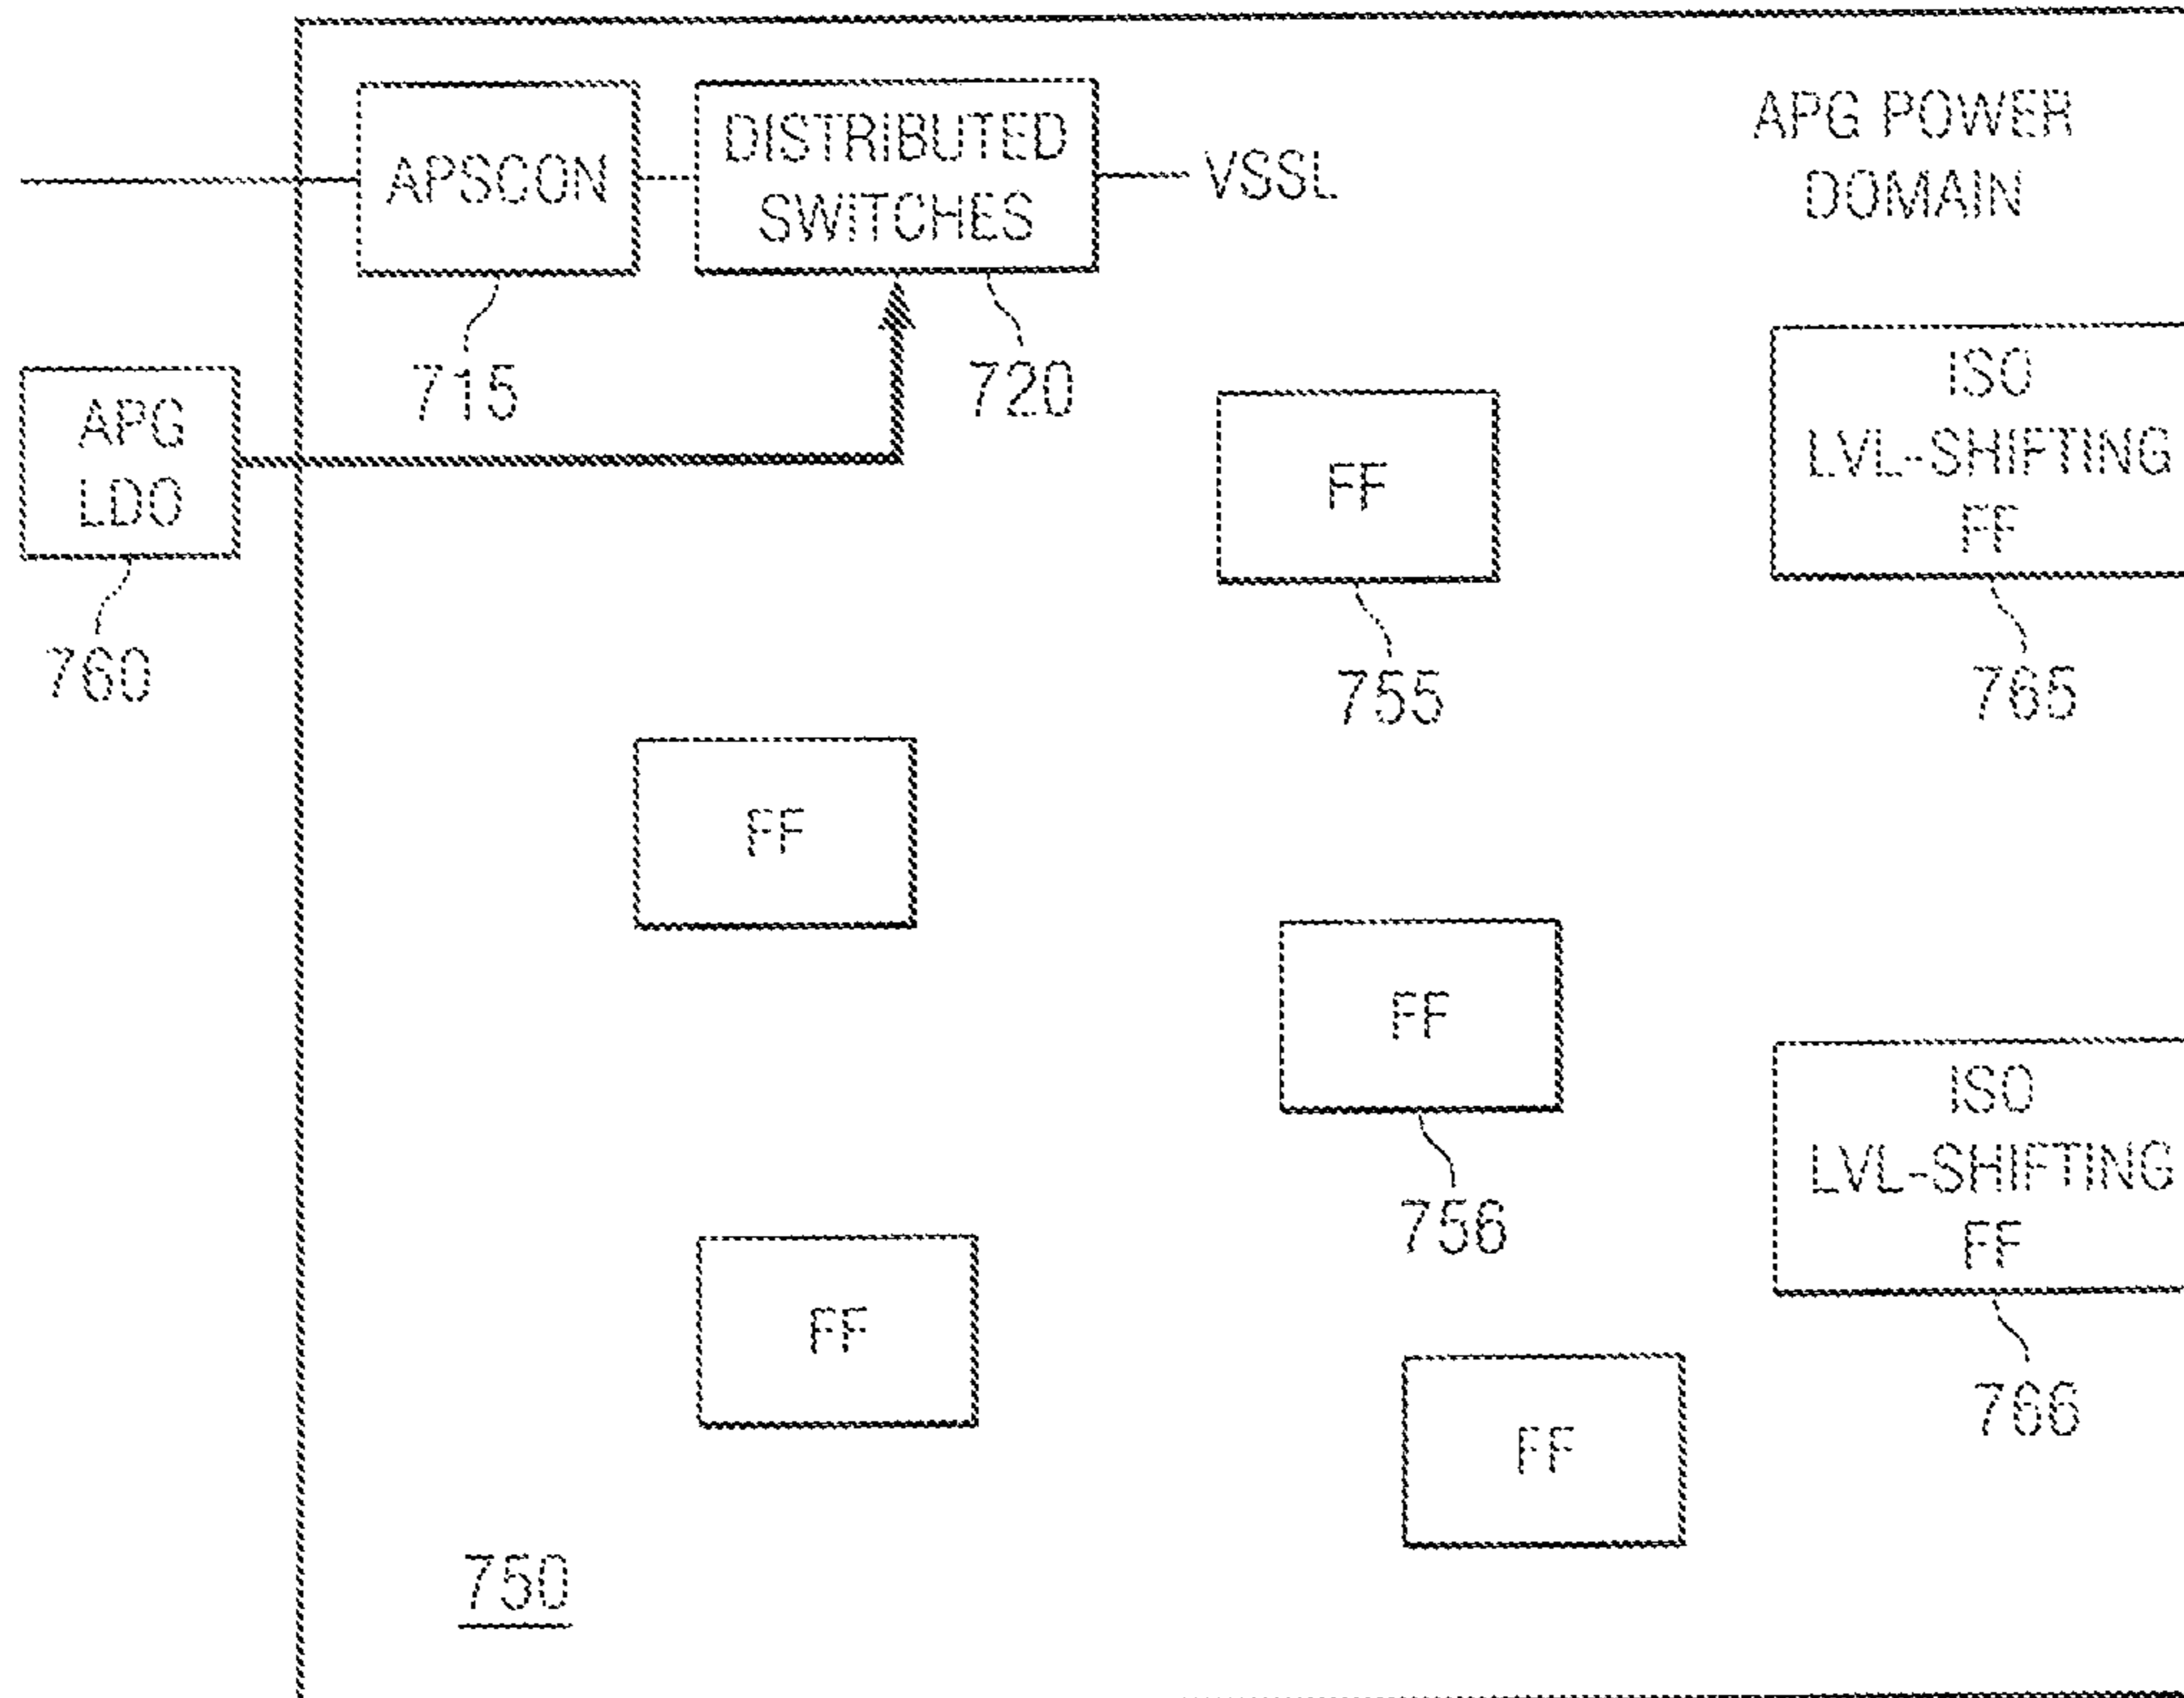 APSCON
DISTRIBUTED
SWITCHES
VSSL
APG POWER
DOMAIN
715
720
APG
LDO
760
FF
755
ISO
LVL-SHIFTING
FF
765
FF
FF
756
ISO
LVL-SHIFTING
FF
766
FF
FF
750